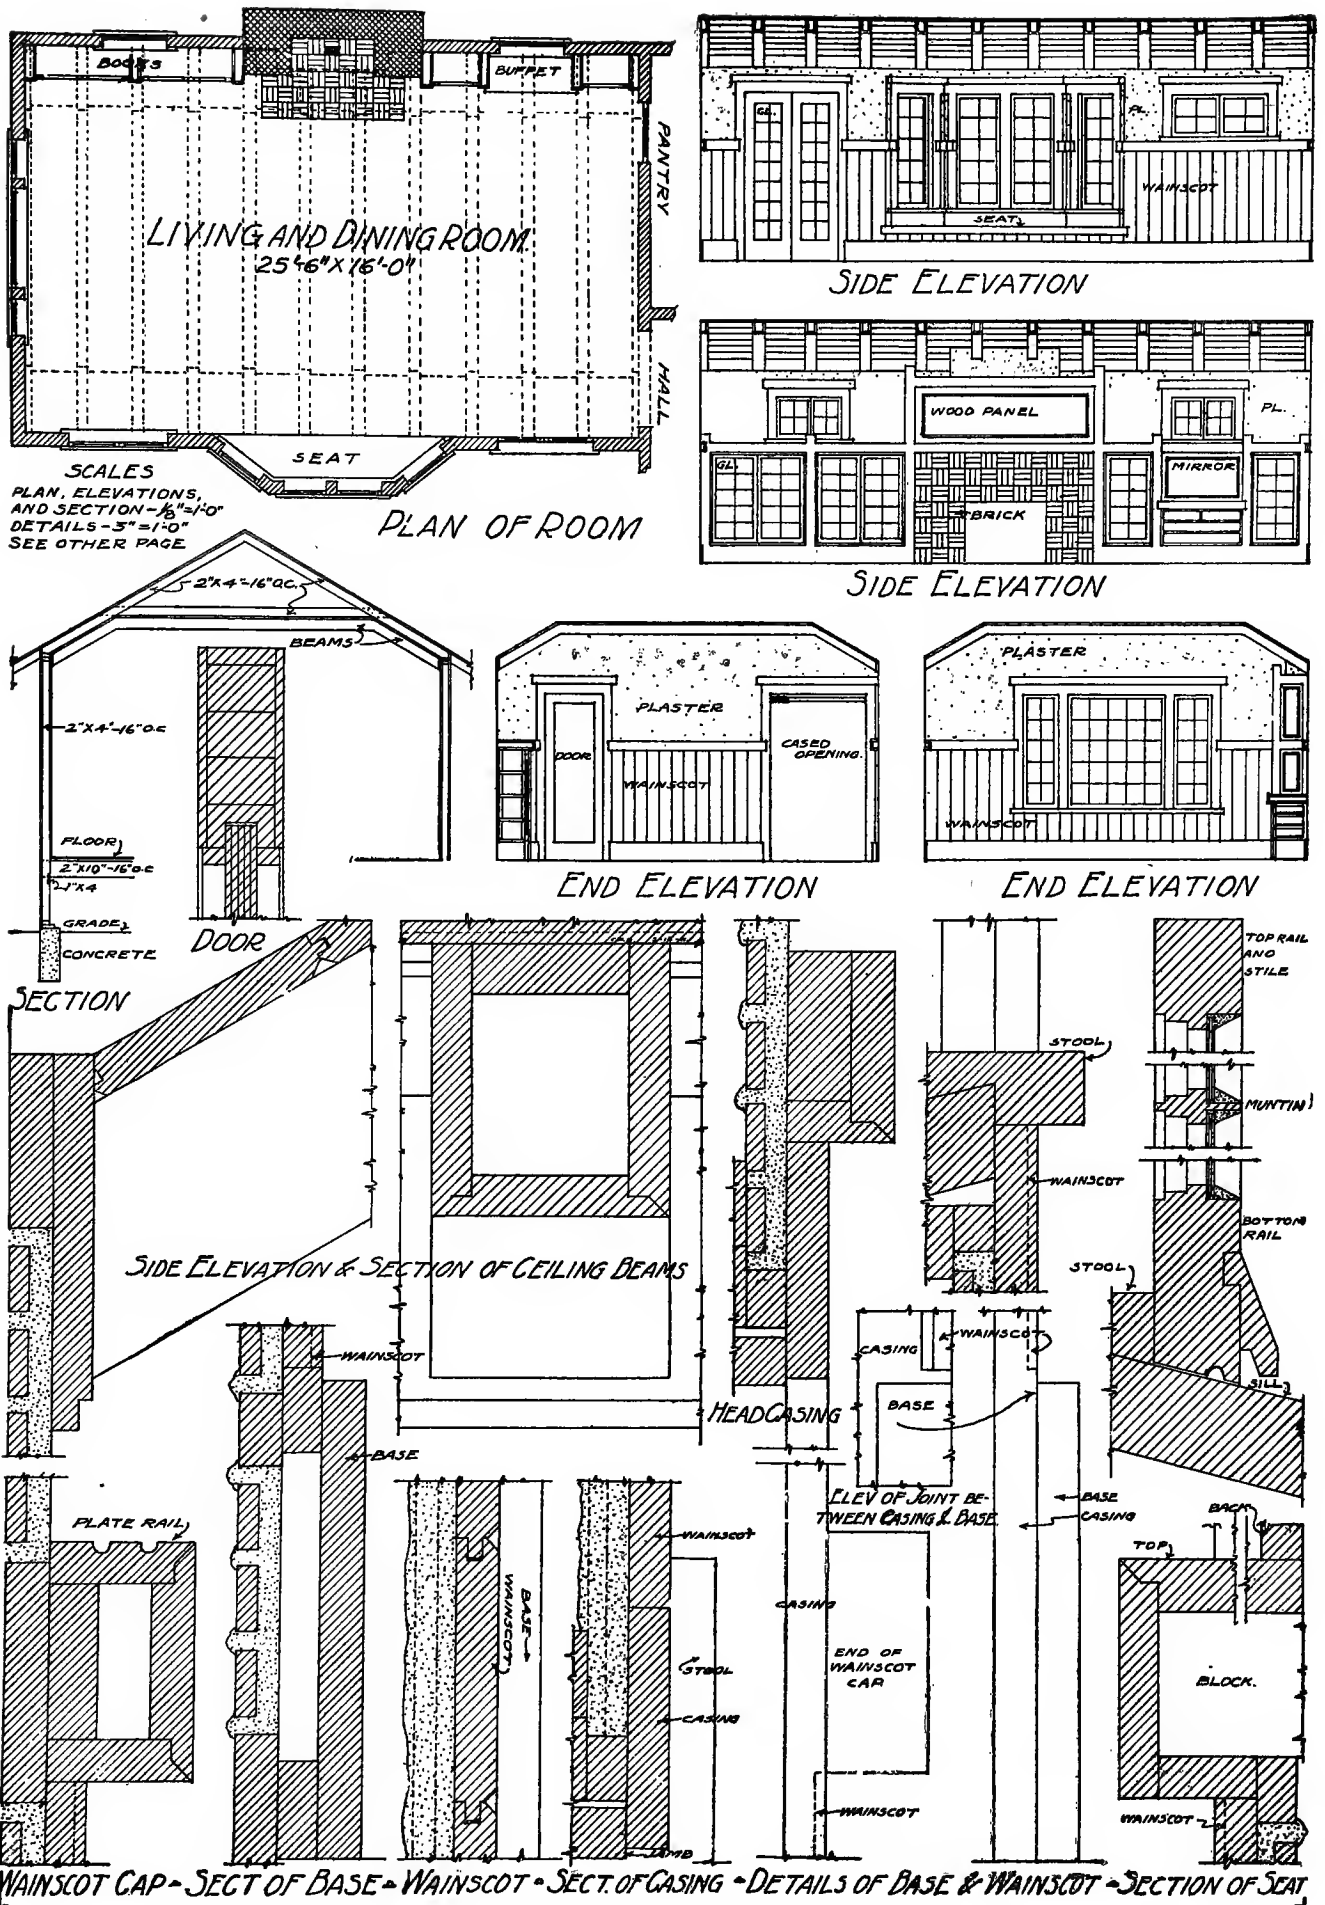 BOOKS
BUFFET
PANTRY
LIVING AND DINING ROOM
25'-6" X 16'-0"
HALL
SEAT
SCALES
PLAN, ELEVATIONS,
AND SECTION - 1/8" = 1'-0"
DETAILS - 3" = 1'-0"
SEE OTHER PAGE
PLAN OF ROOM
GL.
PL.
WAINSCOT
SEAT
SIDE ELEVATION
WOOD PANEL
PL.
GL.
MIRROR
BRICK
SIDE ELEVATION
2"X4"-16"O.C.
BEAMS
2"X4"-16"O.C
FLOOR
2"X10"-16"O.C
1"X4
GRADE
CONCRETE
DOOR
SECTION
PLASTER
DOOR
WAINSCOT
CASED
OPENING.
END ELEVATION
PLASTER
WAINSCOT
END ELEVATION
SIDE ELEVATION & SECTION OF CEILING BEAMS
HEAD CASING
STOOL
WAINSCOT
TOP RAIL
AND
STILE
MUNTIN
BOTTOM
RAIL
STOOL
SILL
WAINSCOT
BASE
PLATE RAIL
WAINSCOT
BASE
WAINSCOT
STOOL
CASING
JAMB
CASING
WAINSCOT
BASE
ELEV OF JOINT BE-
TWEEN CASING & BASE
BASE
CASING
CASING
END OF
WAINSCOT
CAP
WAINSCOT
BACK
TOP
BLOCK.
WAINSCOT
WAINSCOT CAP - SECT OF BASE - WAINSCOT - SECT. OF CASING - DETAILS OF BASE & WAINSCOT - SECTION OF SEAT